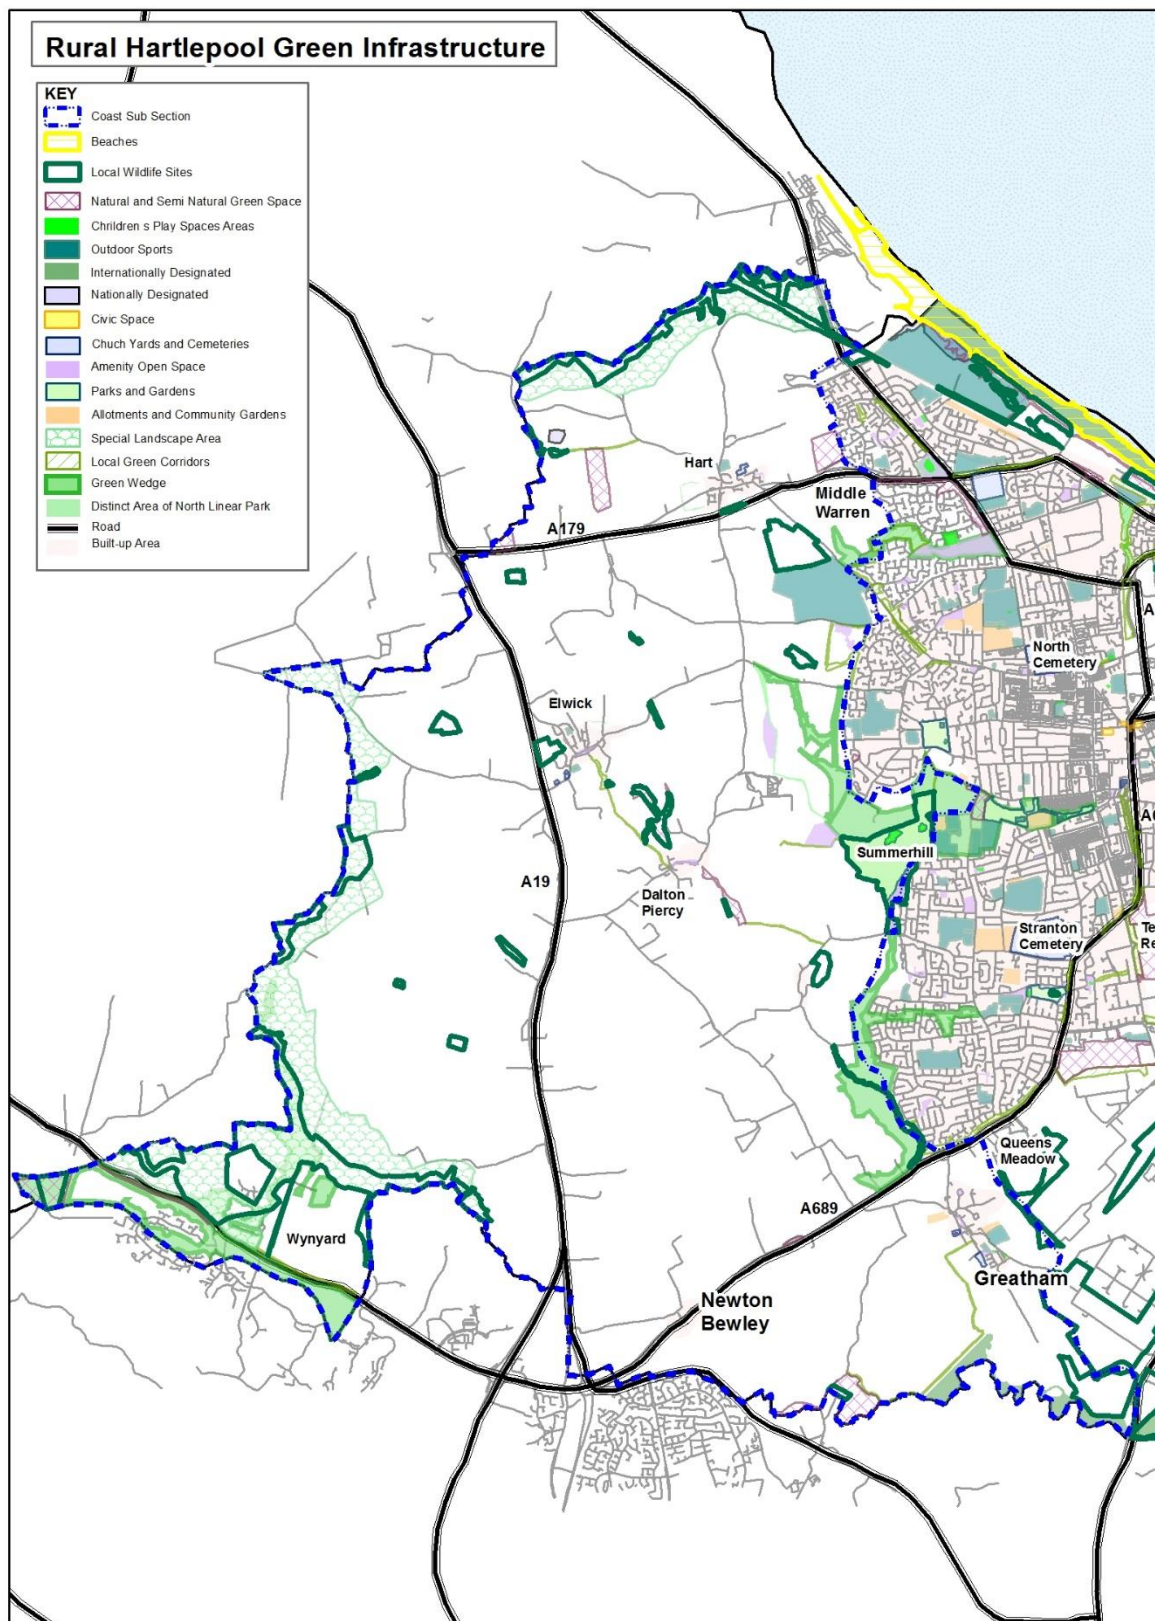 Rural Hartlepool Green Infrastructure
KEY
Coast Sub Section
Beaches
Local Wildlife Sites
Natural and Semi Natural Green Space
Chrildren s Play Spaces Areas
Outdoor Sports
Internationally Designated
Nationally Designated
Civic Space
Chuch Yards and Cemeteries
Amenity Open Space
Parks and Gardens
Allotments and Community Gardens
Special Landscape Area
Local Green Corridors
Green Wedge
Distinct Area of North Linear Park
Road
Built-up Area
Hart
Middle
Warren
A179
A
North
Cemetery
Elwick
A6
Summerhill
A19
Dalton
Piercy
Stranton
Cemetery
Te
Re
Queens
Meadow
A689
Wynyard
Greatham
Newton
Bewley